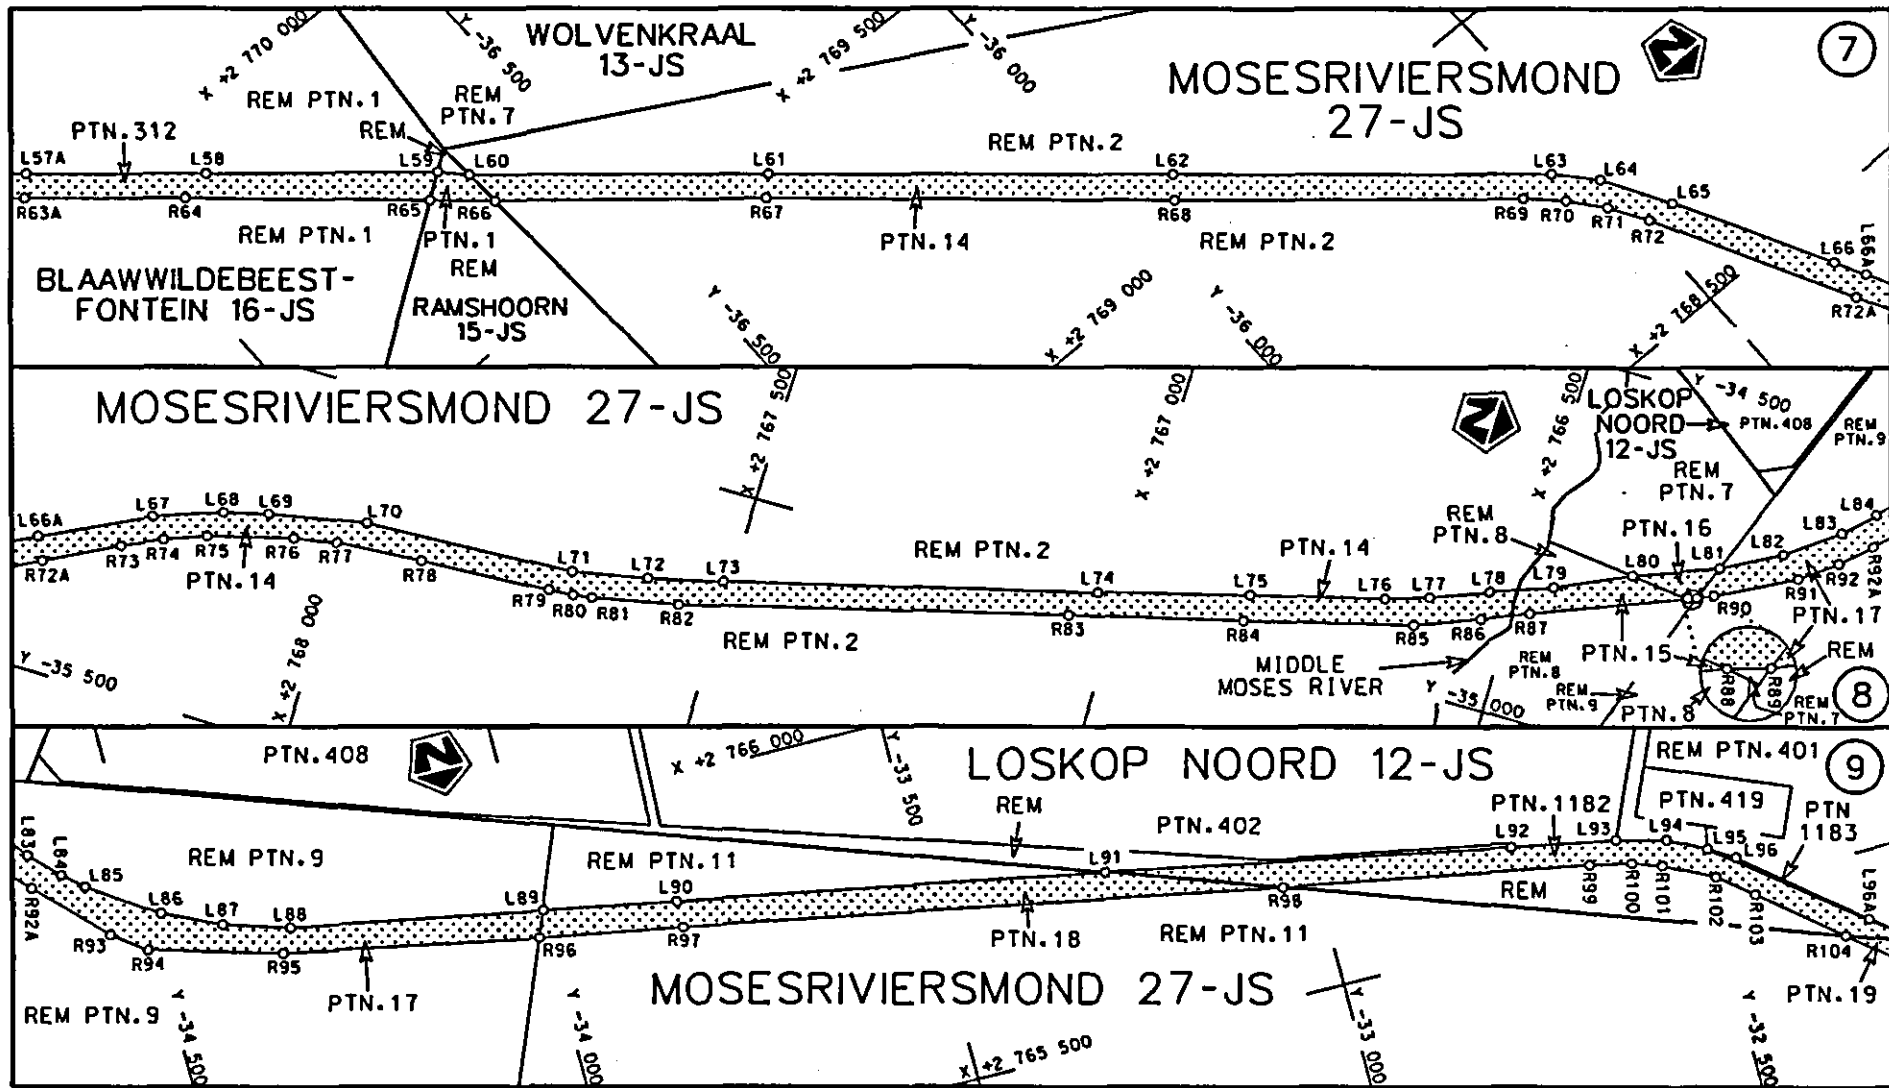 X +2 770 000
Y -36 500
WOLVENKRAAL
13-JS
X +2 769 500
Y -36 000
MOSESRIVIERSMOND
27-JS
N
7
REM PTN.1
REM
PTN.7
PTN.312
REM
REM PTN.2
L57A
L58
L59
L60
L61
L62
L63
L64
L65
L66
L66A
R63A
R64
R65
R66
R67
R68
R69
R70
R71
R72
R72A
REM PTN.1
PTN.1
REM
PTN.14
REM PTN.2
BLAAWWILDEBEEST-
FONTEIN 16-JS
RAMSHOORN
15-JS
Y -36 500
X +2 769 000
Y -36 000
X +2 768 500
MOSESRIVIERSMOND 27-JS
X +2 767 500
X +2 767 000
N
X +2 766 500
LOSKOP
NOORD
12-JS
Y -34 500
PTN.408
REM
PTN.9
REM
PTN.7
REM
PTN.8
PTN.16
L66A
L67
L68
L69
L70
L71
L72
L73
L74
L75
L76
L77
L78
L79
L80
L81
L82
L83
L84
REM PTN.2
PTN.14
PTN.14
R72A
R73
R74
R75
R76
R77
R78
R79
R80
R81
R82
R83
R84
R85
R86
R87
R90
R91
R92
R92A
REM PTN.2
PTN.17
Y -35 500
X +2 768 000
MIDDLE
MOSES RIVER
REM
PTN.8
PTN.15
REM
Y -35 000
REM
PTN.9
PTN.8
R88
R89
REM
PTN.7
8
PTN.408
N
X +2 766 000
Y -33 500
LOSKOP NOORD 12-JS
REM PTN.401
9
REM
PTN.402
PTN.1182
PTN.419
PTN
1183
REM PTN.9
REM PTN.11
L83
L84
L85
L86
L87
L88
L89
L90
L91
L92
L93
L94
L95
L96
L96A
R92A
R93
R94
R95
R96
R97
R98
R99
R100
R101
R102
R103
R104
REM
PTN.17
PTN.18
REM PTN.11
REM PTN.9
MOSESRIVIERSMOND 27-JS
PTN.19
Y -34 500
Y -34 000
X +2 765 500
Y -33 000
Y -32 500